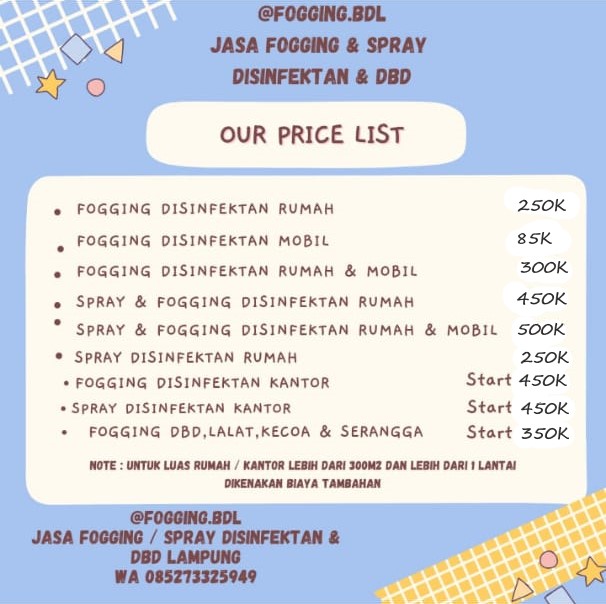 @FOGGING.BDL
JASA FOGGING & SPRAY
DISINFEKTAN & DBD
OUR PRICE LIST
• FOGGING DISINFEKTAN RUMAH 250K
• FOGGING DISINFEKTAN MOBIL 85K
• FOGGING DISINFEKTAN RUMAH & MOBIL 300K
• SPRAY & FOGGING DISINFEKTAN RUMAH 450K
• SPRAY & FOGGING DISINFEKTAN RUMAH & MOBIL 500K
• SPRAY DISINFEKTAN RUMAH 250K
• FOGGING DISINFEKTAN KANTOR Start 450K
• SPRAY DISINFEKTAN KANTOR Start 450K
• FOGGING DBD,LALAT,KECOA & SERANGGA Start 350K
NOTE : UNTUK LUAS RUMAH / KANTOR LEBIH DARI 300M2 DAN LEBIH DARI 1 LANTAI
DIKENAKAN BIAYA TAMBAHAN
@FOGGING.BDL
JASA FOGGING / SPRAY DISINFEKTAN &
DBD LAMPUNG
WA 085273325949